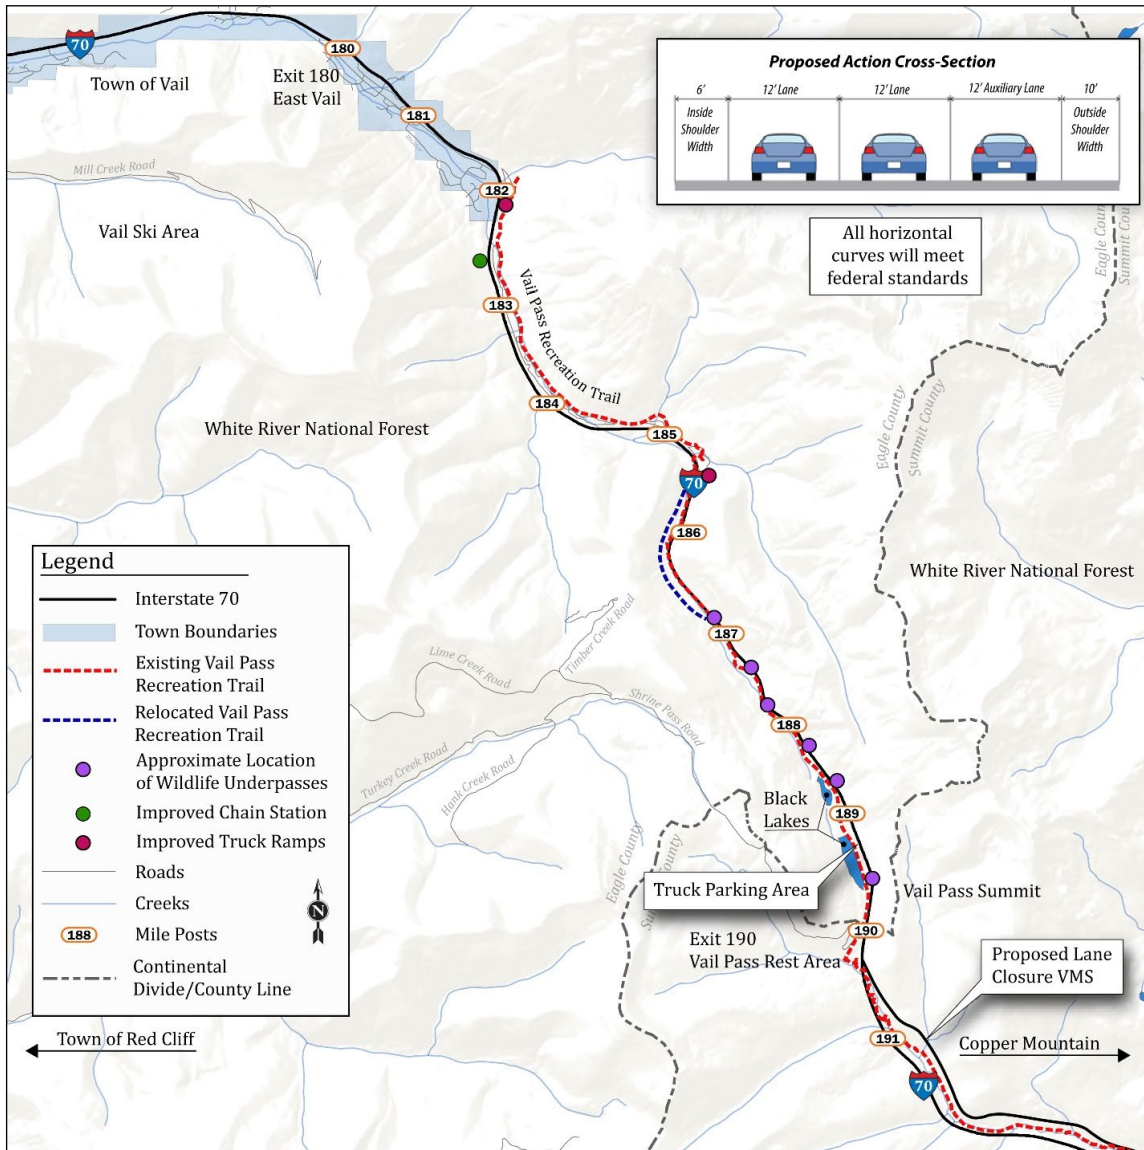 70
180
Town of Vail
Exit 180
East Vail
181
Mill Creek Road
182
Vail Ski Area
183
Vail Pass Recreation Trail
184
White River National Forest
185
70
186
Proposed Action Cross-Section
6'
12' Lane
12' Lane
12' Auxiliary Lane
10'
Inside
Shoulder
Width
Outside
Shoulder
Width
All horizontal
curves will meet
federal standards
Eagle County
Summit County
Eagle County
Summit County
White River National Forest
187
Timber Creek Road
Lime Creek Road
Shrine Pass Road
188
Turkey Creek Road
Hank Creek Road
Black
Lakes
189
Eagle County
Truck Parking Area
Vail Pass Summit
190
Exit 190
Vail Pass Rest Area
Proposed Lane
Closure VMS
191
Copper Mountain
70
Legend
Interstate 70
Town Boundaries
Existing Vail Pass
Recreation Trail
Relocated Vail Pass
Recreation Trail
Approximate Location
of Wildlife Underpasses
Improved Chain Station
Improved Truck Ramps
Roads
Creeks
N
188
Mile Posts
Continental
Divide/County Line
Town of Red Cliff